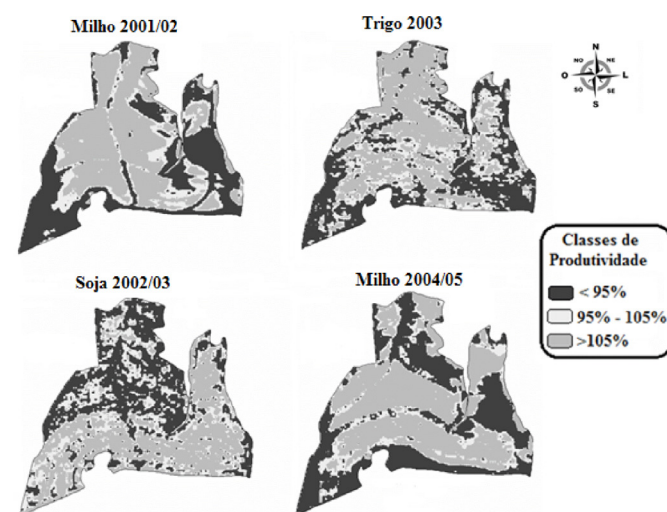 Milho 2001/02
Trigo 2003
N
NO
NE
O
L
SO
SE
S
Classes de
Produtividade
< 95%
95% - 105%
>105%
Soja 2002/03
Milho 2004/05